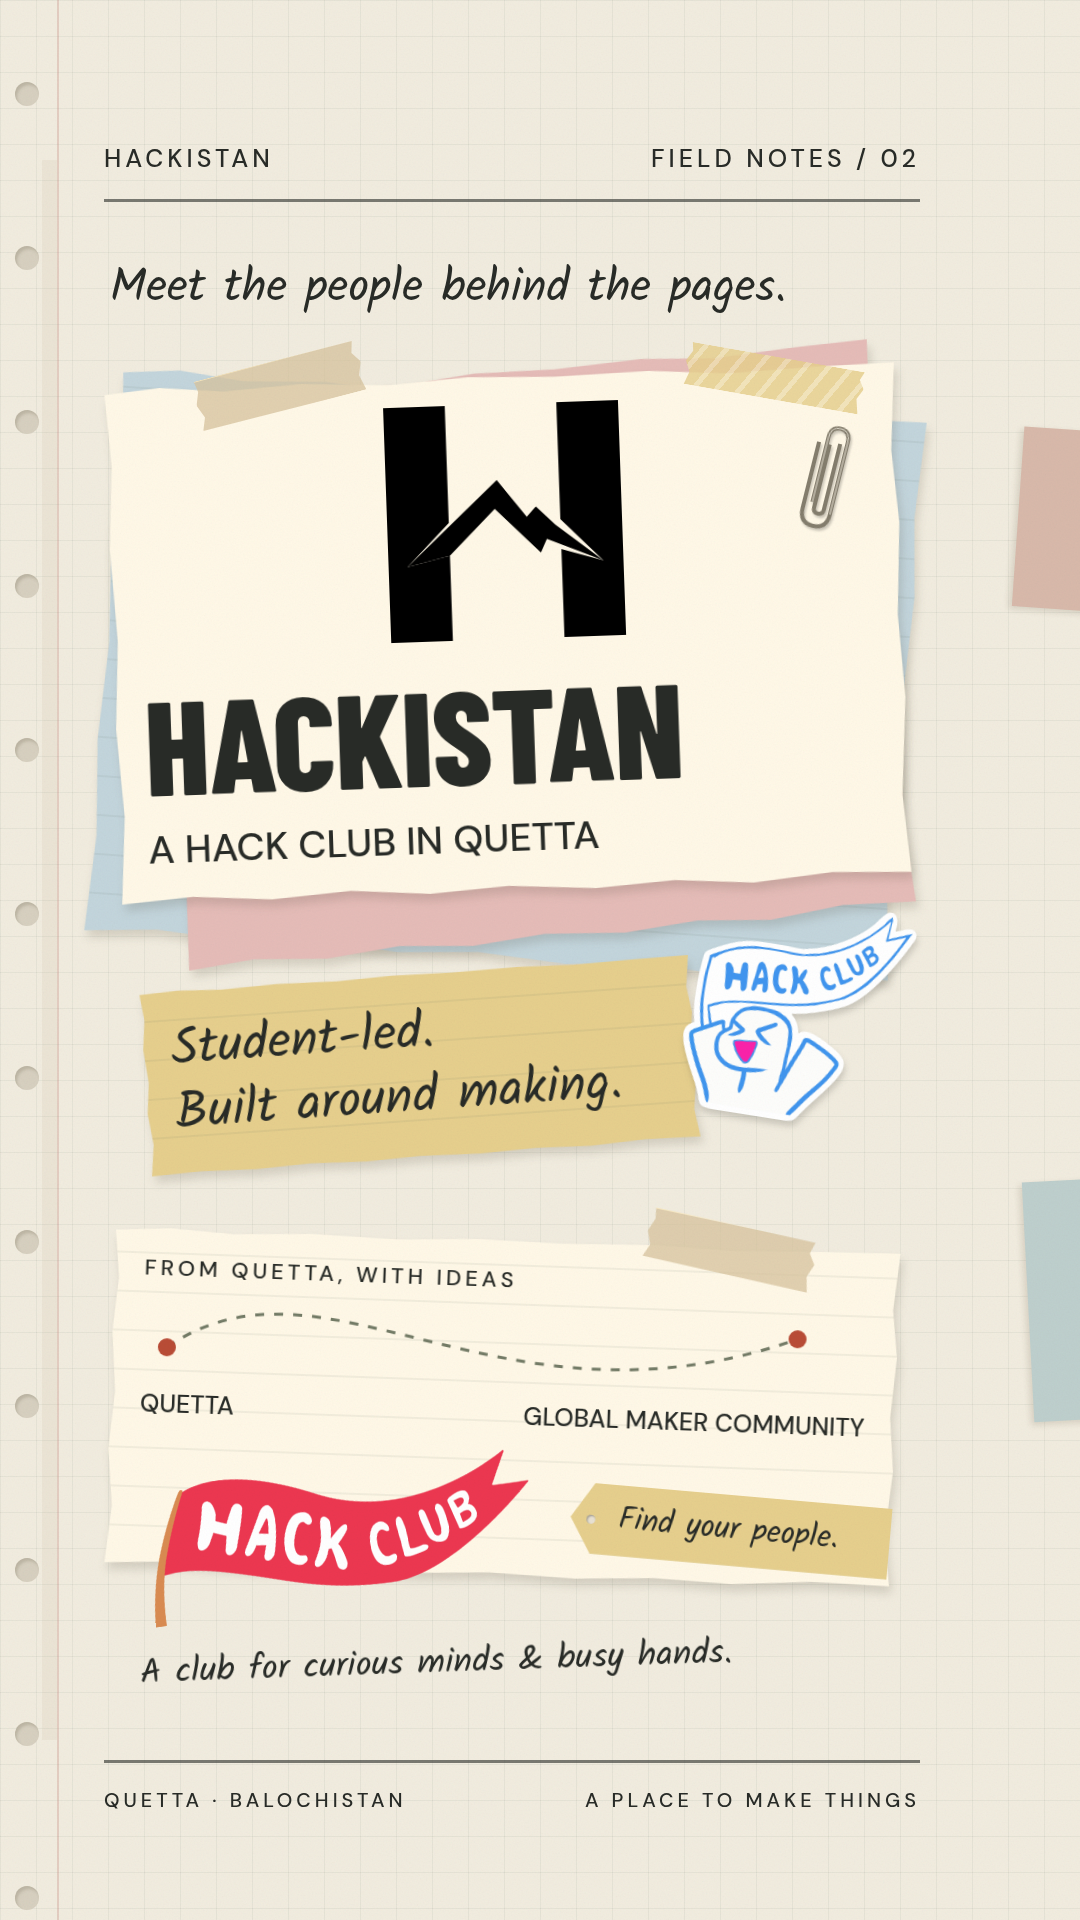 HACKISTAN
FIELD NOTES / 02
Meet the people behind the pages.
H
HACKISTAN
A HACK CLUB IN QUETTA
HACK CLUB
Student-led.
Built around making.
FROM QUETTA, WITH IDEAS
QUETTA
GLOBAL MAKER COMMUNITY
HACK CLUB
Find your people.
A club for curious minds & busy hands.
QUETTA · BALOCHISTAN
A PLACE TO MAKE THINGS